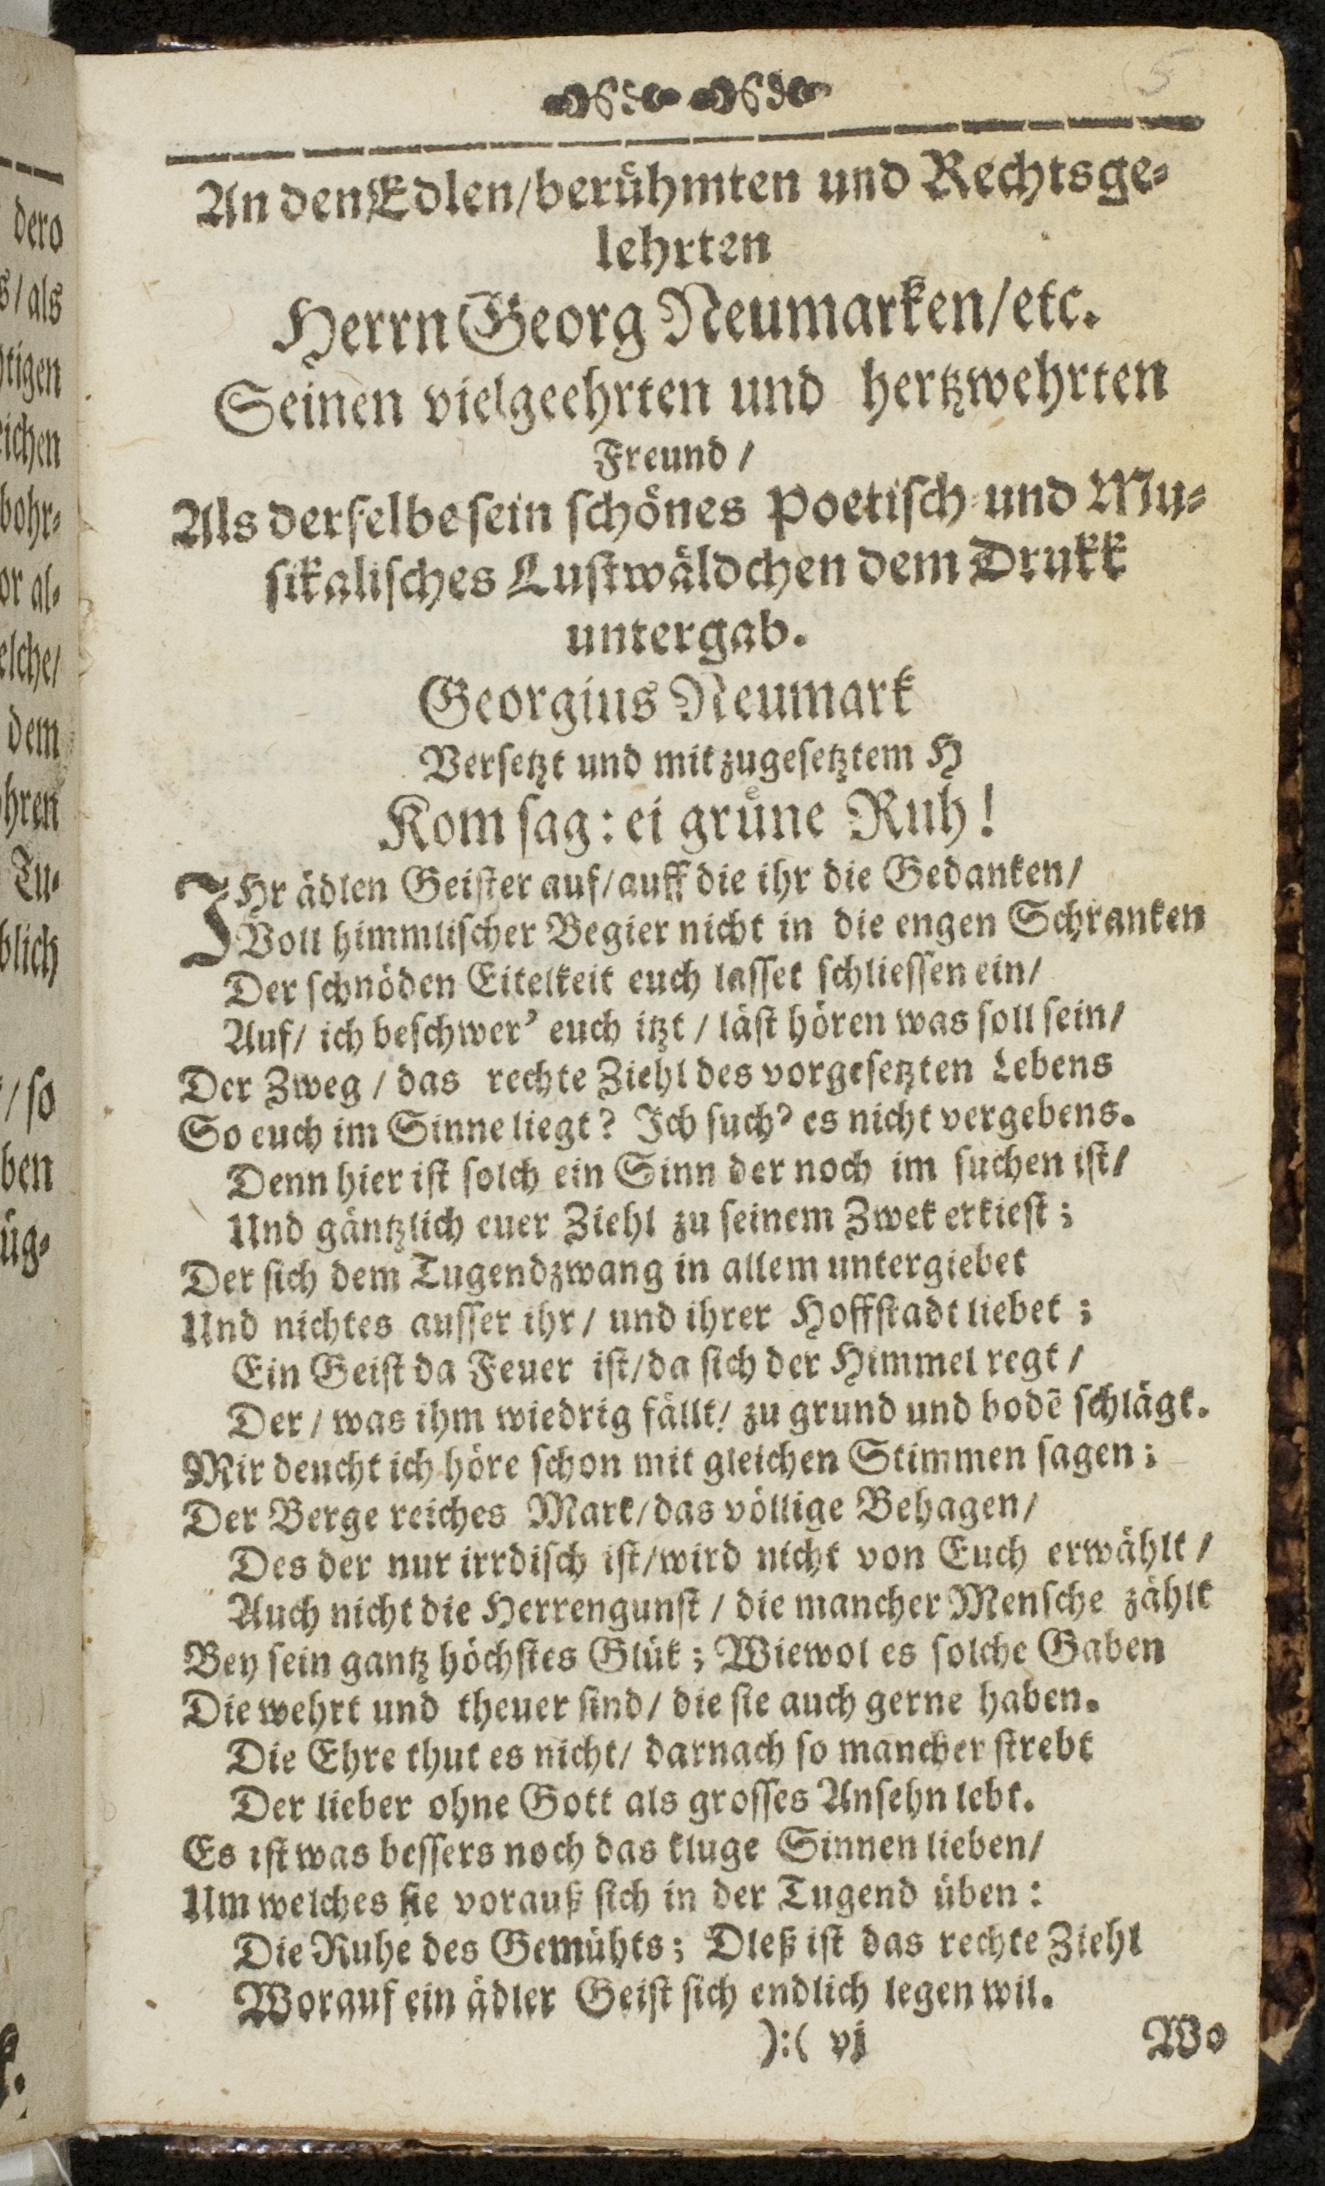 5
An den Edlen/berühmten und Rechtsge-
lehrten
Herrn Georg Neumarken/etc.
Seinen vielgeehrten und hertzwehrten
Freund /
Als derselbe sein schönes Poetisch und Mu-
sikalisches Lustwäldchen dem Drukk
untergab.
Georgius Neumark
Versetzt und mit zugesetztem H
Kom sag: ei grüne Ruh!
IHr ädlen Geister auf/auff die ihr die Gedanken/
Voll himmlischer Begier nicht in die engen Schranken
Der schnöden Eitelkeit euch lasset schliessen ein/
Auf/ ich beschwer' euch itzt / läst hören was soll sein/
Der Zweg / das rechte Ziehl des vorgesetzten Lebens
So euch im Sinne liegt? Ich such' es nicht vergebens.
Denn hier ist solch ein Sinn der noch im suchen ist/
Und gäntzlich euer Ziehl zu seinem Zwek erkiest;
Der sich dem Tugendzwang in allem untergiebet
Und nichtes ausser ihr/ und ihrer Hoffstadt liebet;
Ein Geist da Feuer ist/da sich der Himmel regt /
Der / was ihm wiedrig fällt/ zu grund und bodē schlägt.
Mir deucht ich höre schon mit gleichen Stimmen sagen;
Der Berge reiches Mark/das völlige Behagen/
Des der nur irrdisch ist/wird nicht von Euch erwählt /
Auch nicht die Herrengunst / die mancher Mensche zählt
Bey sein gantz höchstes Glük; Wiewol es solche Gaben
Die wehrt und theuer sind/ die sie auch gerne haben.
Die Ehre thut es nicht/ darnach so mancher strebt
Der lieber ohne Gott als grosses Ansehn lebt.
Es ist was bessers noch das kluge Sinnen lieben/
Um welches sie vorauß sich in der Tugend üben:
Die Ruhe des Gemühts; Dieß ist das rechte Ziehl
Worauf ein ädler Geist sich endlich legen wil.
):( vj Wo